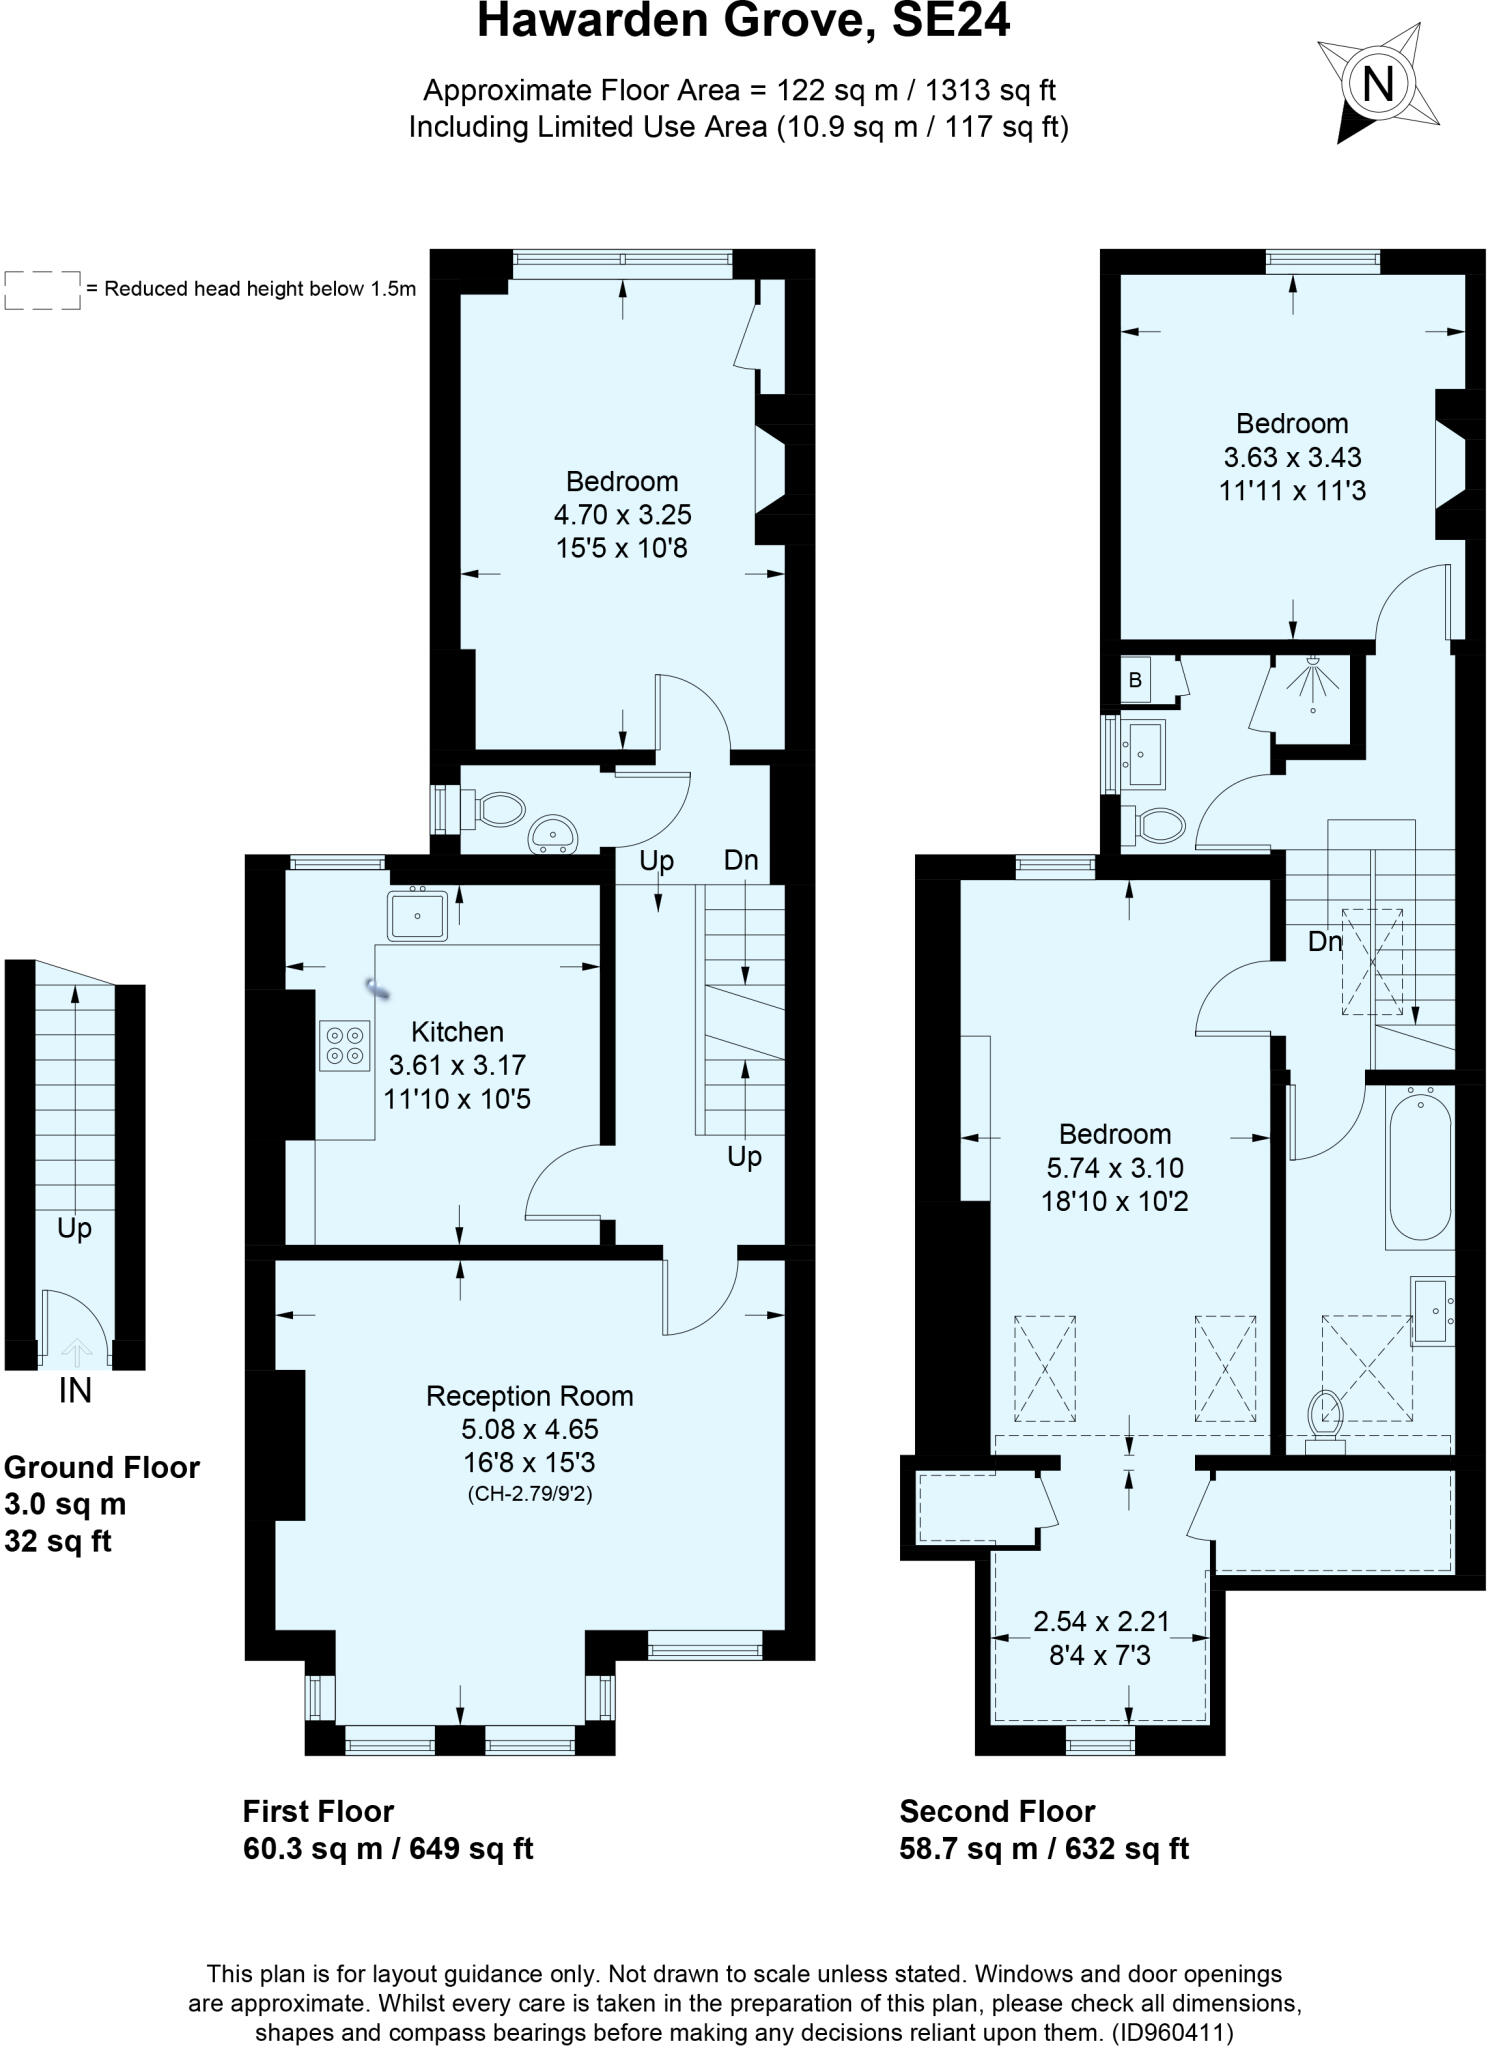 Hawarden Grove, SE24
Approximate Floor Area = 122 sq m / 1313 sq ft
Including Limited Use Area (10.9 sq m / 117 sq ft)
N
= Reduced head height below 1.5m
Bedroom
4.70 x 3.25
15'5 x 10'8
Bedroom
3.63 x 3.43
11'11 x 11'3
B
Up
Dn
Dn
Kitchen
3.61 x 3.17
11'10 x 10'5
Up
Bedroom
5.74 x 3.10
18'10 x 10'2
Up
IN
Reception Room
5.08 x 4.65
16'8 x 15'3
(CH-2.79/9'2)
Ground Floor
3.0 sq m
32 sq ft
2.54 x 2.21
8'4 x 7'3
First Floor
60.3 sq m / 649 sq ft
Second Floor
58.7 sq m / 632 sq ft
This plan is for layout guidance only. Not drawn to scale unless stated. Windows and door openings
are approximate. Whilst every care is taken in the preparation of this plan, please check all dimensions,
shapes and compass bearings before making any decisions reliant upon them. (ID960411)